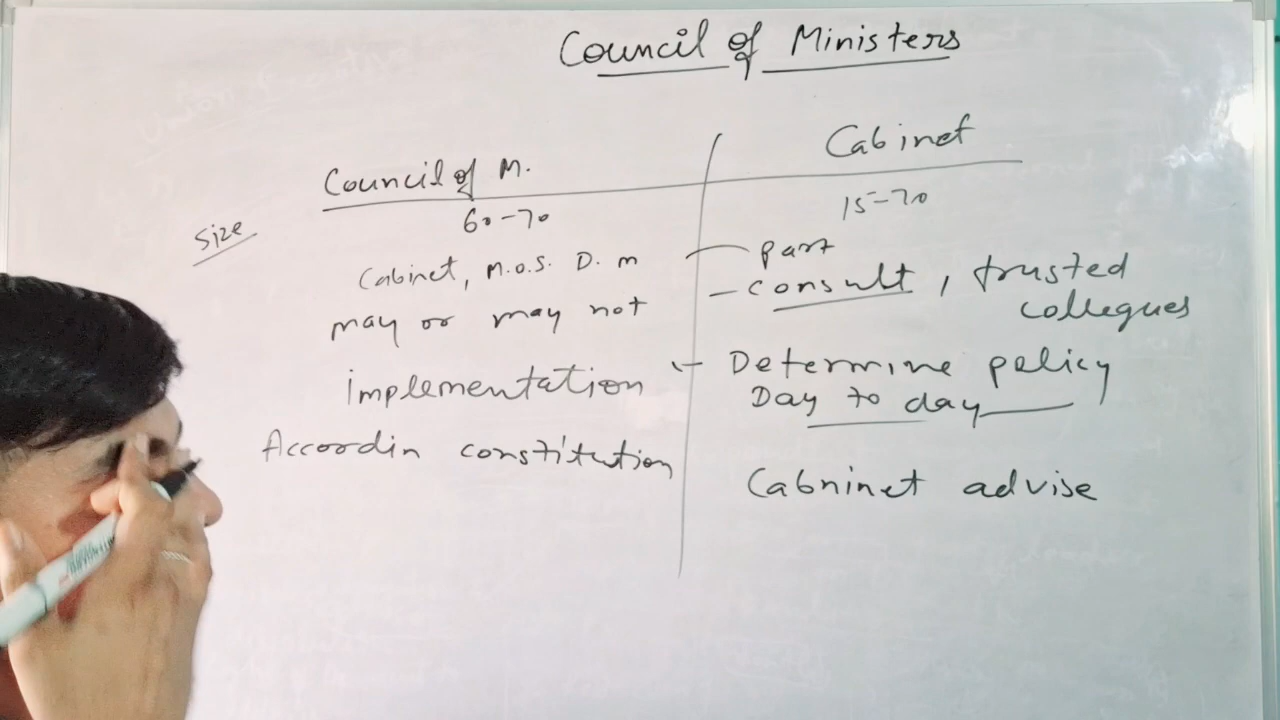 Council of Ministers
Council of M.
Cabinet
Size
60-70
15-20
Cabinet, M.O.S. D. m
part
may or may not
- consult, trusted
collegues
implementation
- Determine policy
Day to day
Accordin constitution
Cabninet advise